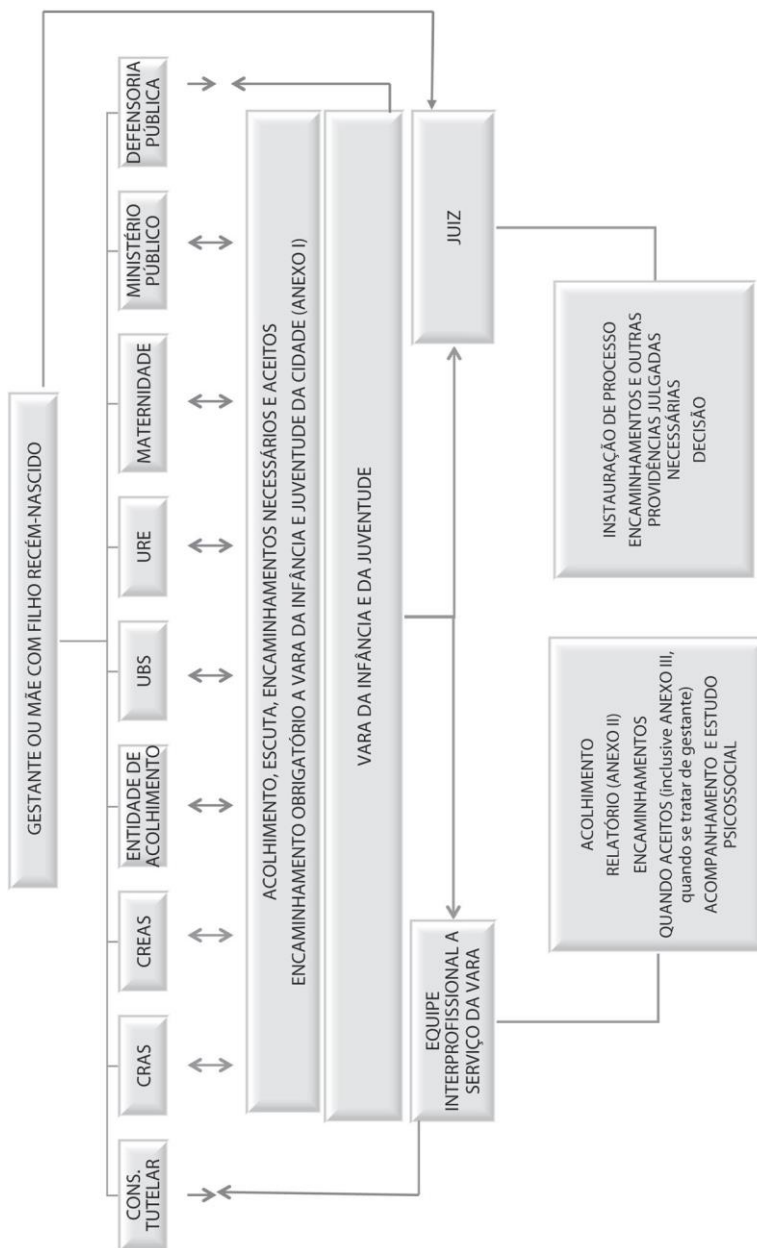 GESTANTE OU MÃE COM FILHO RECÉM-NASCIDO
CONS.
TUTELAR
CRAS
CREAS
ENTIDADE DE
ACOLHIMENTO
UBS
URE
MATERNIDADE
MINISTÉRIO
PÚBLICO
DEFENSORIA
PÚBLICA
ACOLHIMENTO, ESCUTA, ENCAMINHAMENTOS NECESSÁRIOS E ACEITOS
ENCAMINHAMENTO OBRIGATÓRIO A VARA DA INFÂNCIA E JUVENTUDE DA CIDADE (ANEXO I)
VARA DA INFÂNCIA E DA JUVENTUDE
EQUIPE
INTERPROFISSIONAL A
SERVIÇO DA VARA
JUIZ
ACOLHIMENTO
RELATÓRIO (ANEXO II)
ENCAMINHAMENTOS
QUANDO ACEITOS (inclusive ANEXO III,
quando se tratar de gestante)
ACOMPANHAMENTO E ESTUDO
PSICOSSOCIAL
INSTAURAÇÃO DE PROCESSO
ENCAMINHAMENTOS E OUTRAS
PROVIDÊNCIAS JULGADAS
NECESSÁRIAS
DECISÃO